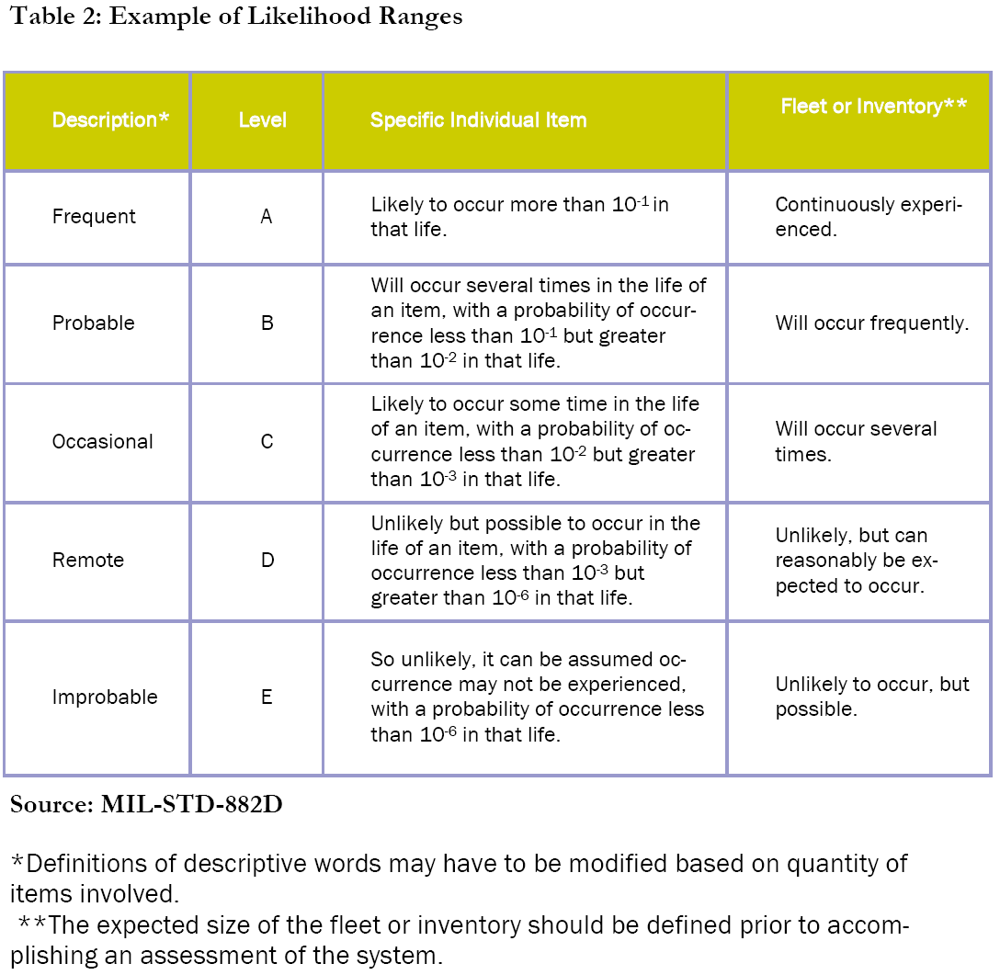 Table 2: Example of Likelihood Ranges
Description*
Level
Specific Individual Item
Fleet or Inventory**
Frequent
A
Likely to occur more than 10⁻¹ in
that life.
Continuously experi-
enced.
Probable
B
Will occur several times in the life of
an item, with a probability of occur-
rence less than 10⁻¹ but greater
than 10⁻² in that life.
Will occur frequently.
Occasional
C
Likely to occur some time in the life
of an item, with a probability of oc-
currence less than 10⁻² but greater
than 10⁻³ in that life.
Will occur several
times.
Remote
D
Unlikely but possible to occur in the
life of an item, with a probability of
occurrence less than 10⁻³ but
greater than 10⁻⁶ in that life.
Unlikely, but can
reasonably be ex-
pected to occur.
Improbable
E
So unlikely, it can be assumed oc-
currence may not be experienced,
with a probability of occurrence less
than 10⁻⁶ in that life.
Unlikely to occur, but
possible.
Source: MIL-STD-882D
*Definitions of descriptive words may have to be modified based on quantity of
items involved.
**The expected size of the fleet or inventory should be defined prior to accom-
plishing an assessment of the system.